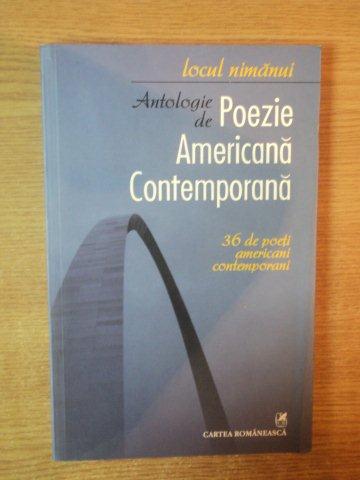 locul nimănui
Antologie de Poezie
Americană
Contemporană
36 de poeți
americani
contemporani
CARTEA ROMÂNEASCĂ